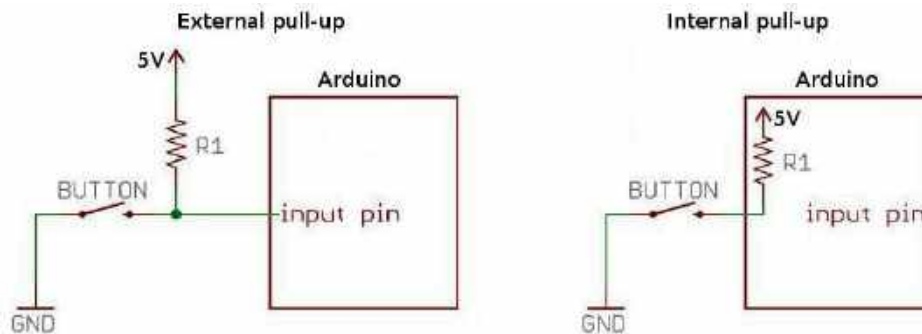 External pull-up
5V
Arduino
R1
BUTTON
input pin
GND
Internal pull-up
Arduino
5V
R1
BUTTON
input pin
GND